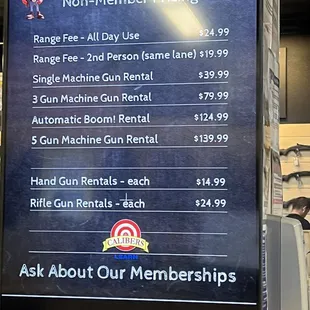 Non-Member
Range Fee - All Day Use $24.99
Range Fee - 2nd Person (same lane) $19.99
Single Machine Gun Rental $39.99
3 Gun Machine Gun Rental $79.99
Automatic Boom! Rental $124.99
5 Gun Machine Gun Rental $139.99
Hand Gun Rentals - each $14.99
Rifle Gun Rentals - each $24.99
CALIBERS
Ask About Our Memberships